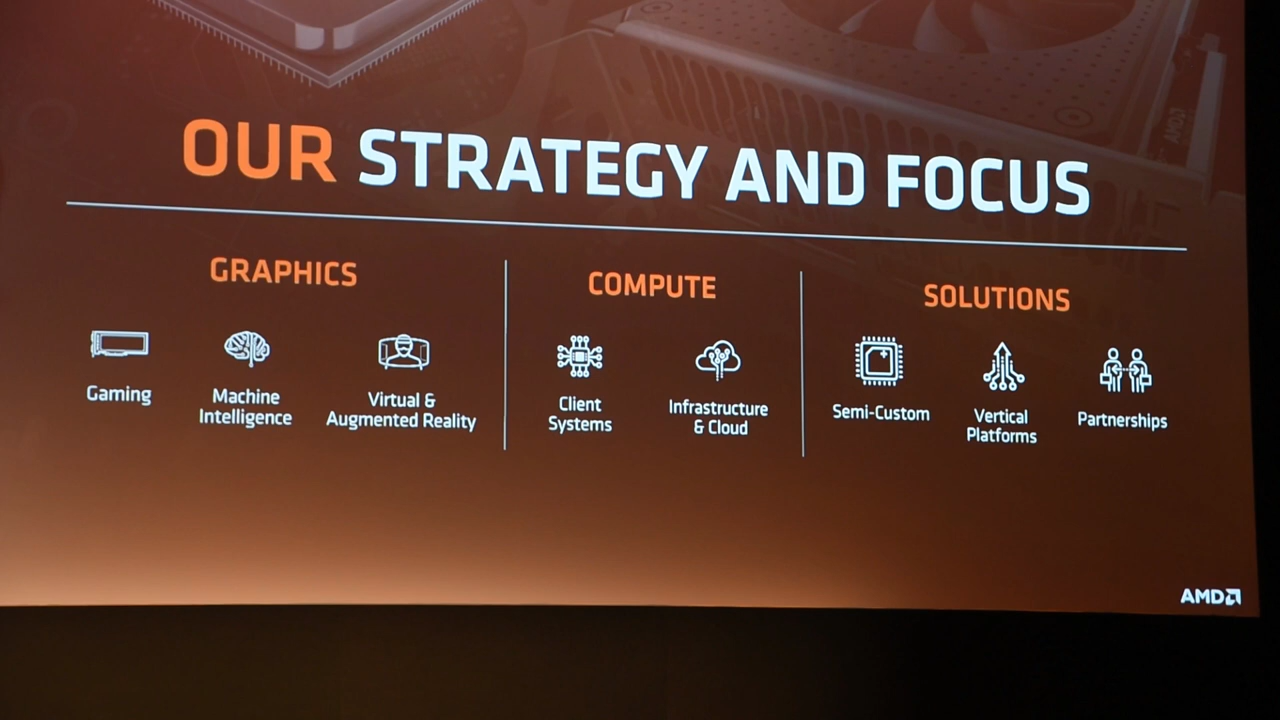 OUR STRATEGY AND FOCUS
GRAPHICS
Gaming
Machine
Intelligence
Virtual &
Augmented Reality
COMPUTE
Client
Systems
Infrastructure
& Cloud
SOLUTIONS
Semi-Custom
Vertical
Platforms
Partnerships
AMD